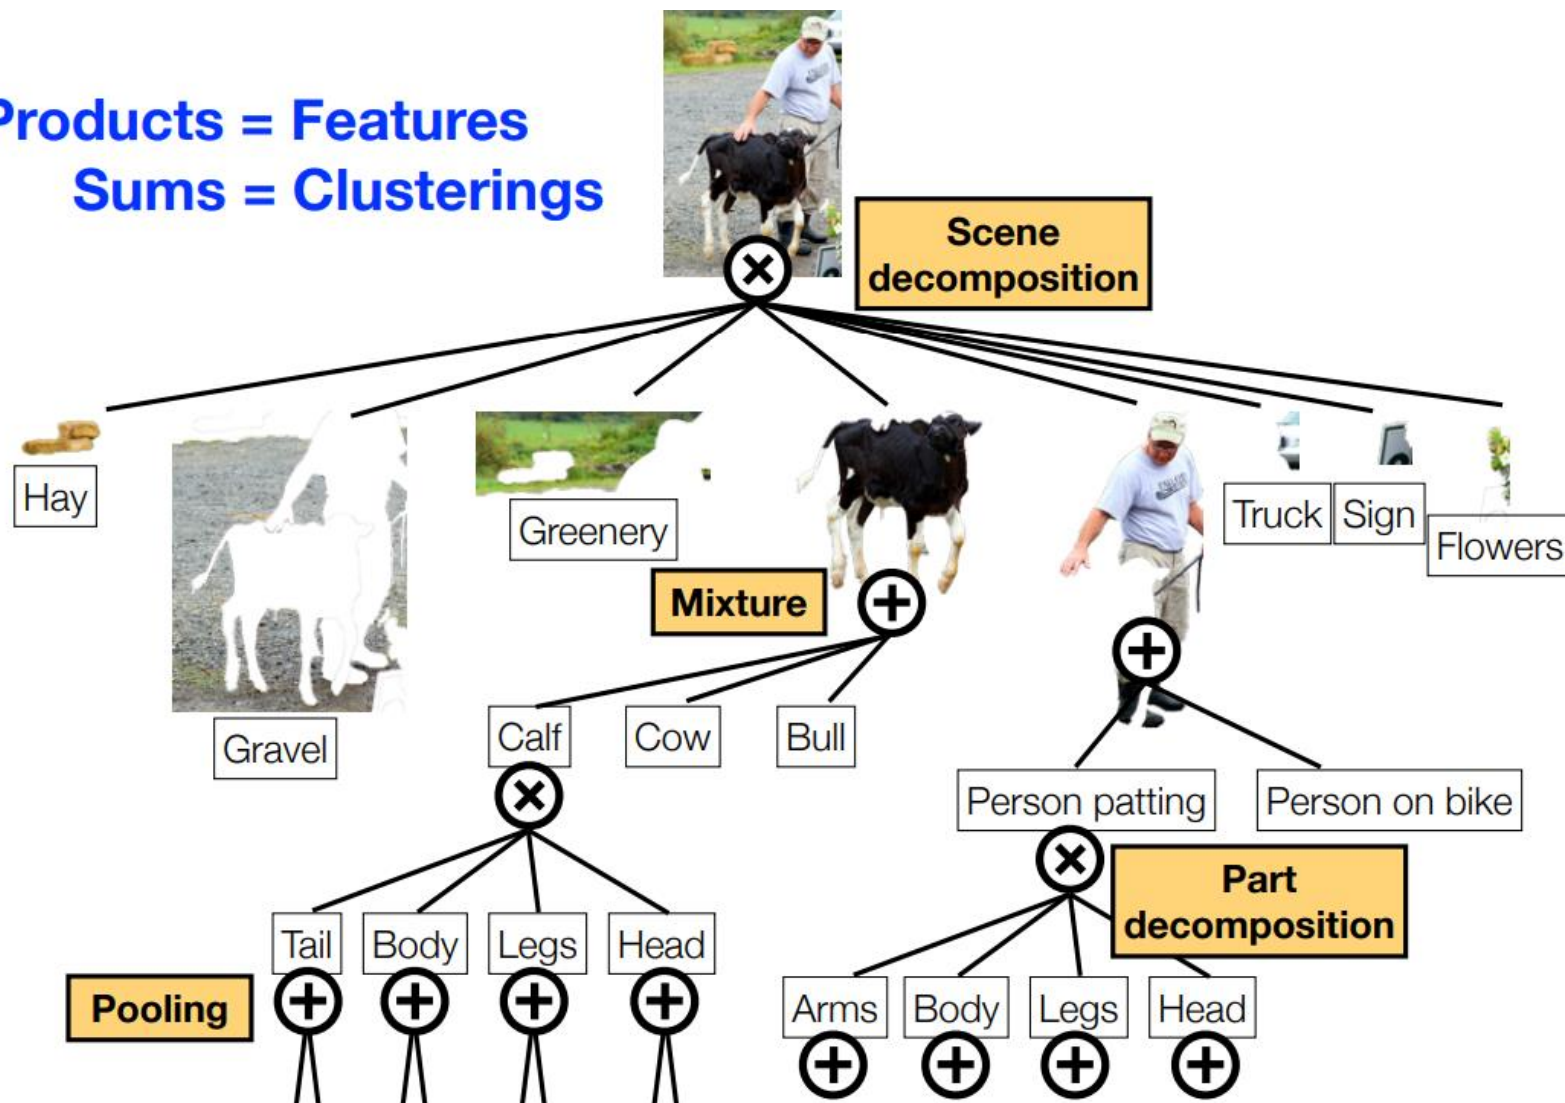 Products = Features
Sums = Clusterings
Scene
decomposition
Hay
Gravel
Greenery
Truck
Sign
Flowers
Mixture
Calf
Cow
Bull
Person patting
Person on bike
Part
decomposition
Tail
Body
Legs
Head
Pooling
Arms
Body
Legs
Head